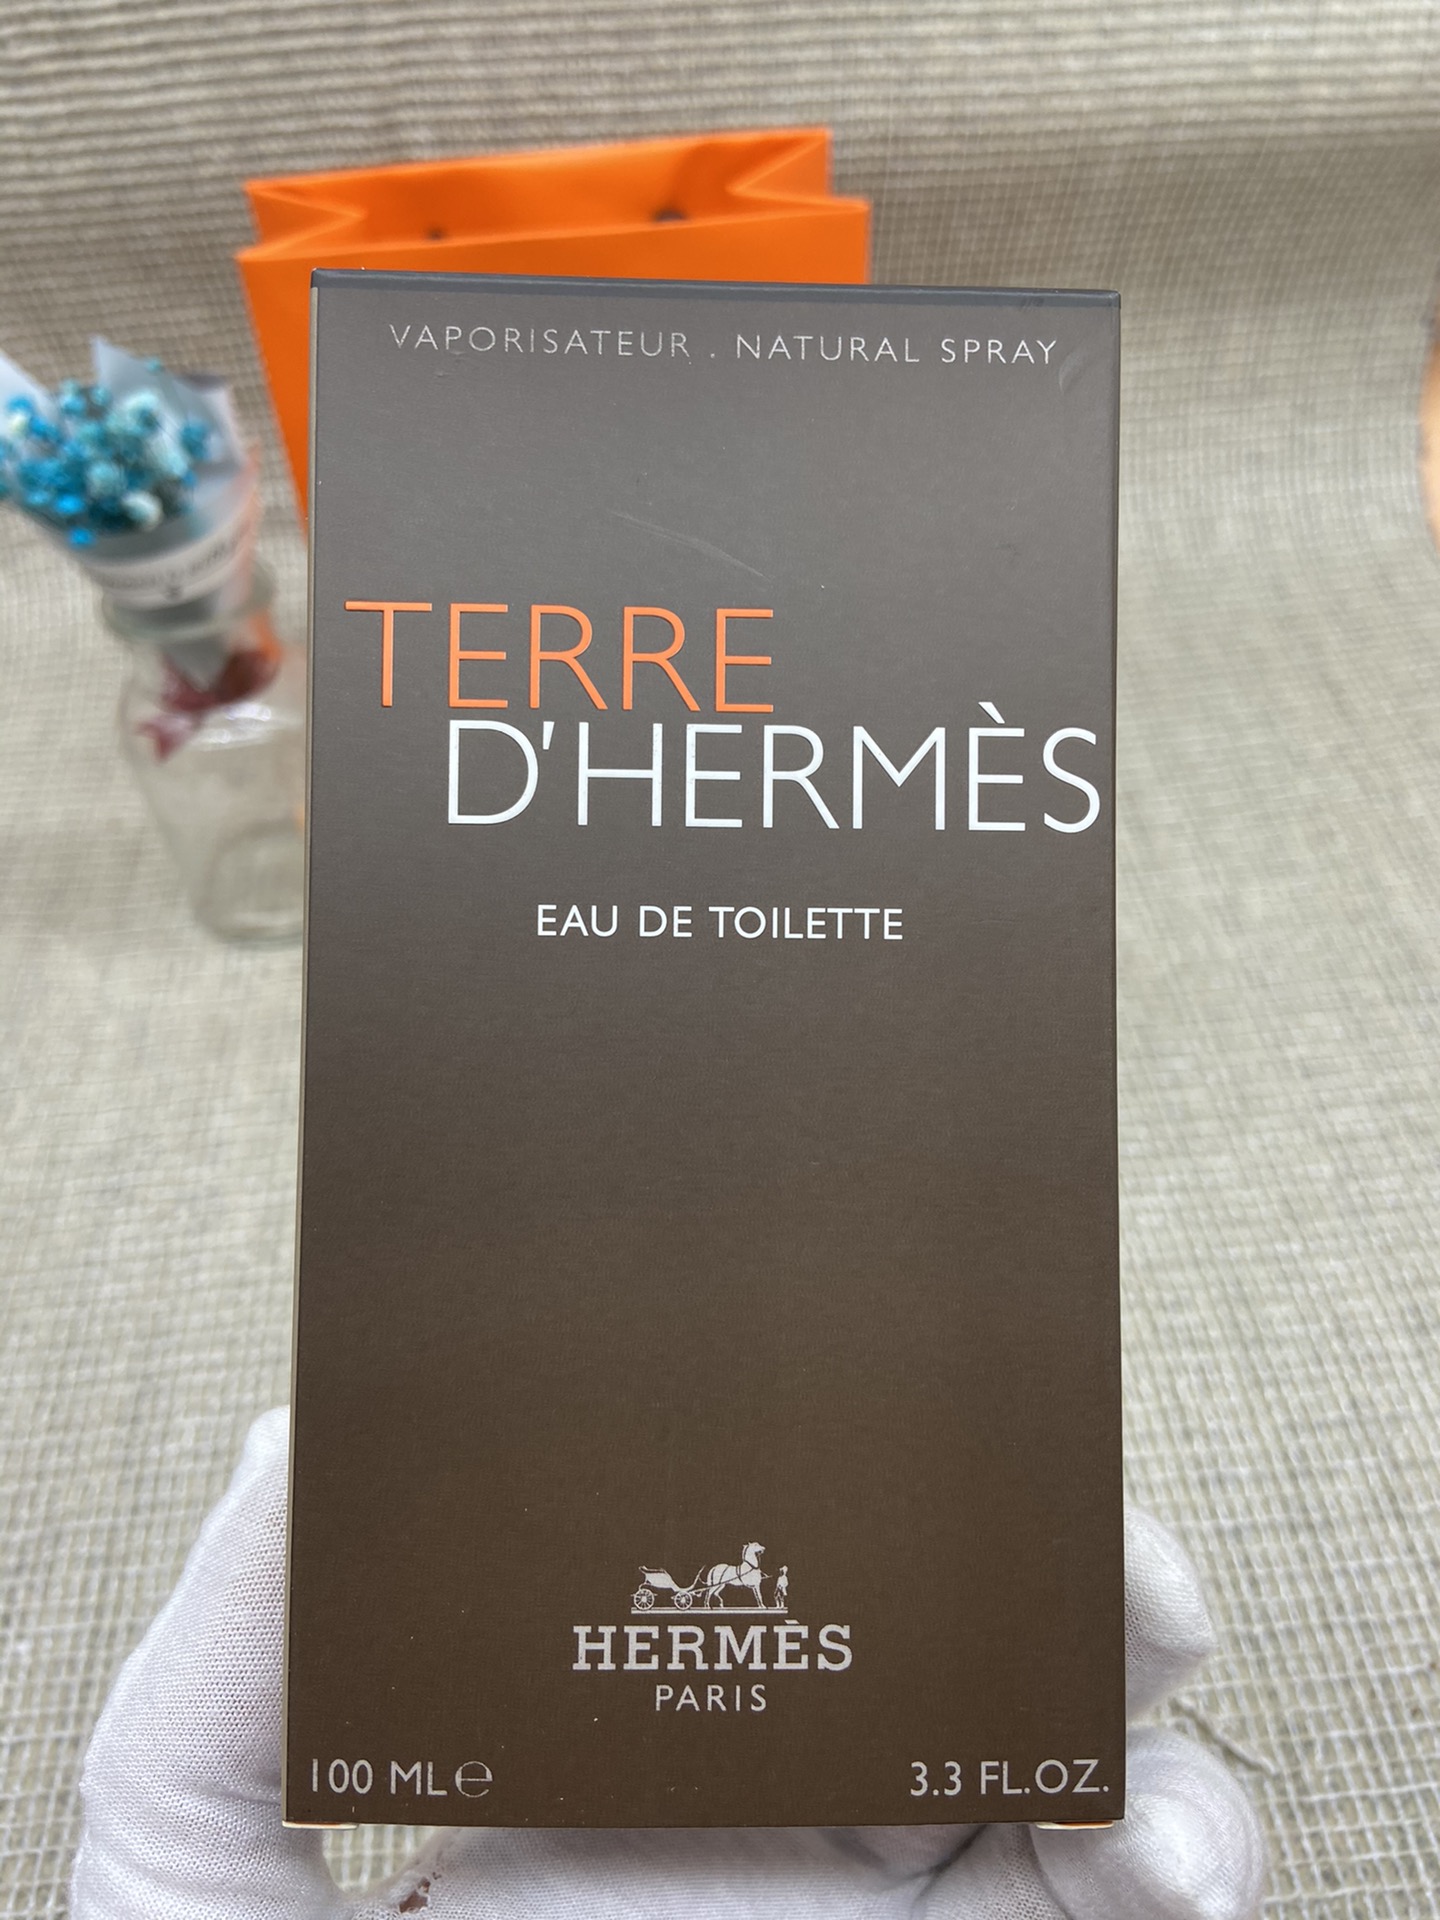 VAPORISATEUR . NATURAL SPRAY
TERRE
D'HERMÈS
EAU DE TOILETTE
HERMÈS
PARIS
100 ML ℮
3.3 FL.OZ.